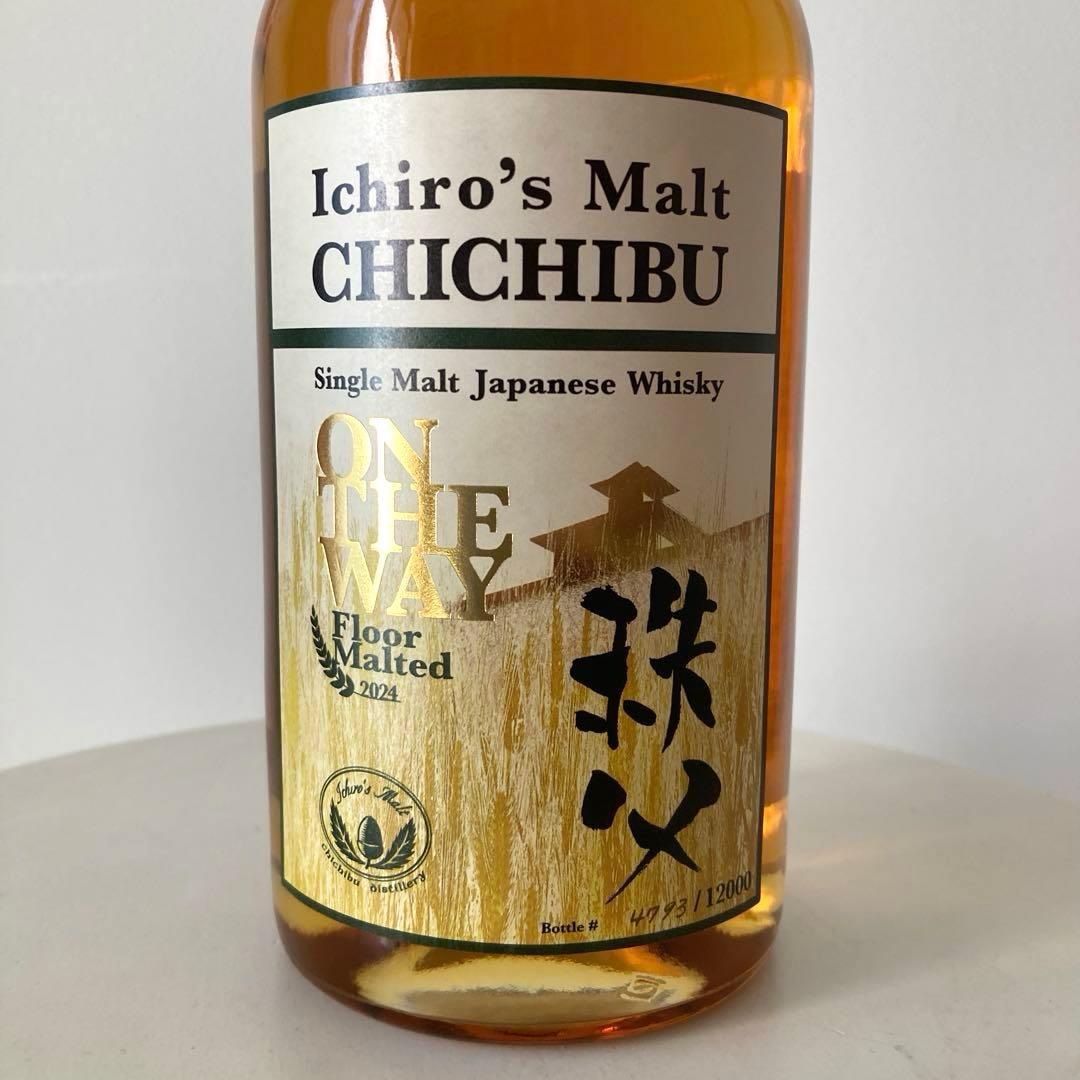 Ichiro's Malt
CHICHIBU
Single Malt Japanese Whisky
ON
THE
WAY
Floor
Malted
2024
秩父
Ichiro's Malt
chichibu distillery
Bottle # 4793/12000